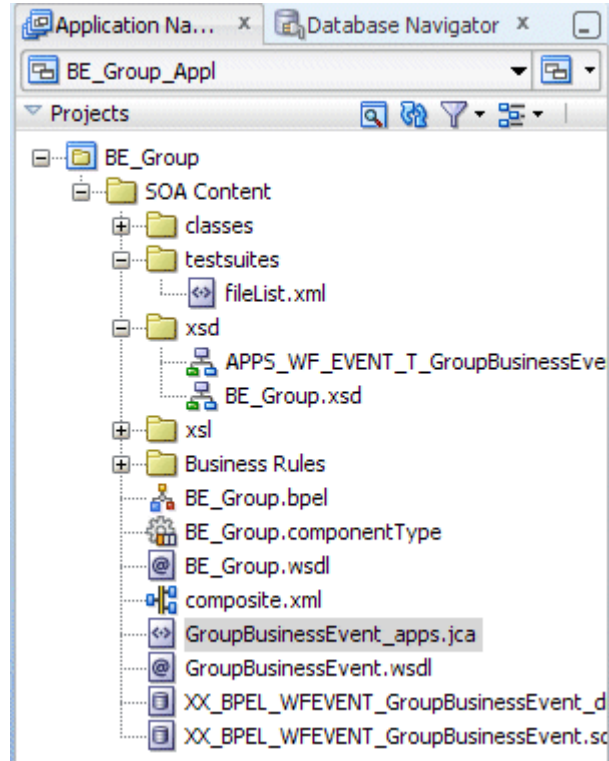 Application Na... x Database Navigator x
BE_Group_Appl
Projects
BE_Group
SOA Content
classes
testsuites
fileList.xml
xsd
APPS_WF_EVENT_T_GroupBusinessEve
BE_Group.xsd
xsl
Business Rules
BE_Group.bpel
BE_Group.componentType
BE_Group.wsdl
composite.xml
GroupBusinessEvent_apps.jca
GroupBusinessEvent.wsdl
XX_BPEL_WFEVENT_GroupBusinessEvent_d
XX_BPEL_WFEVENT_GroupBusinessEvent.sc